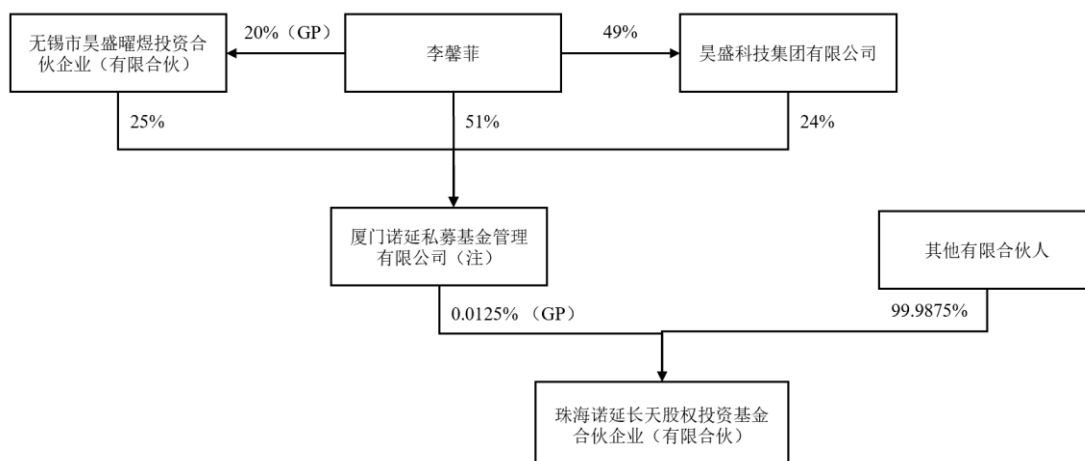 无锡市昊盛曜煜投资合
伙企业（有限合伙）
20%（GP）
李馨菲
49%
昊盛科技集团有限公司
25%
51%
24%
厦门诺延私募基金管理
有限公司（注）
其他有限合伙人
0.0125% （GP）
99.9875%
珠海诺延长天股权投资基金
合伙企业（有限合伙）